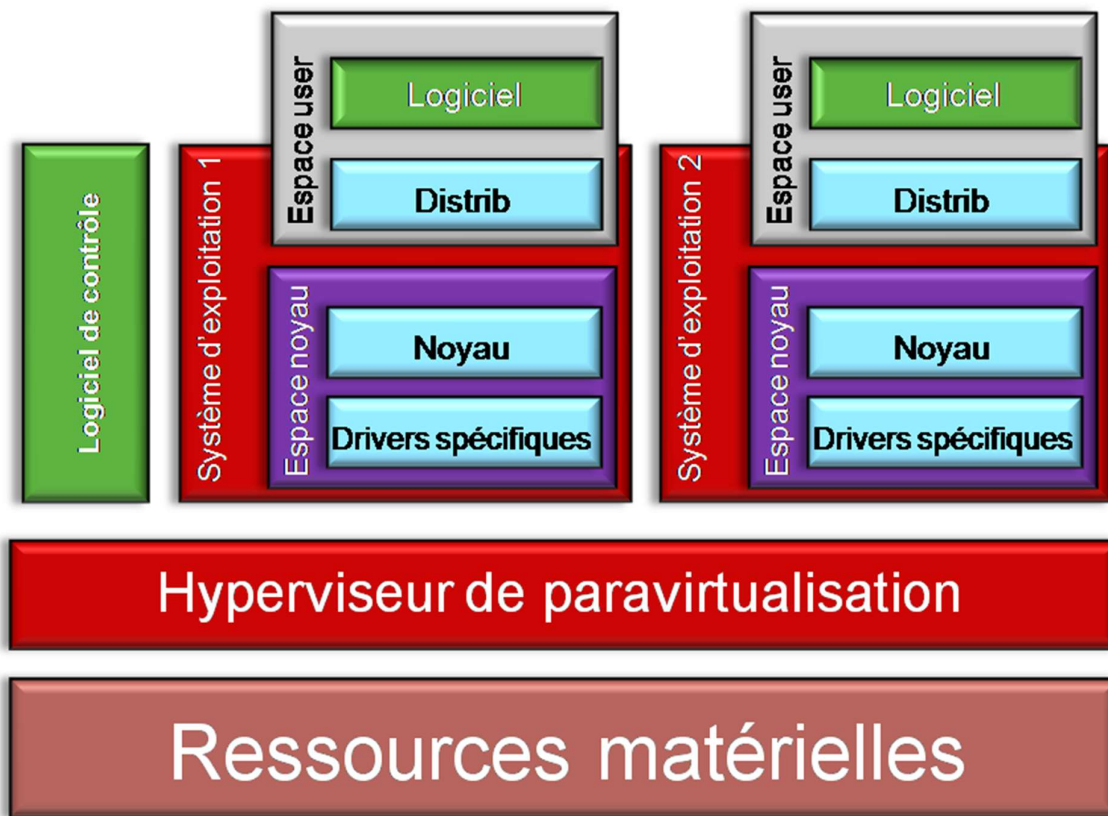 Logiciel de contrôle
Système d'exploitation 1
Espace user
Logiciel
Distrib
Espace noyau
Noyau
Drivers spécifiques
Système d'exploitation 2
Espace user
Logiciel
Distrib
Espace noyau
Noyau
Drivers spécifiques
Hyperviseur de paravirtualisation
Ressources matérielles